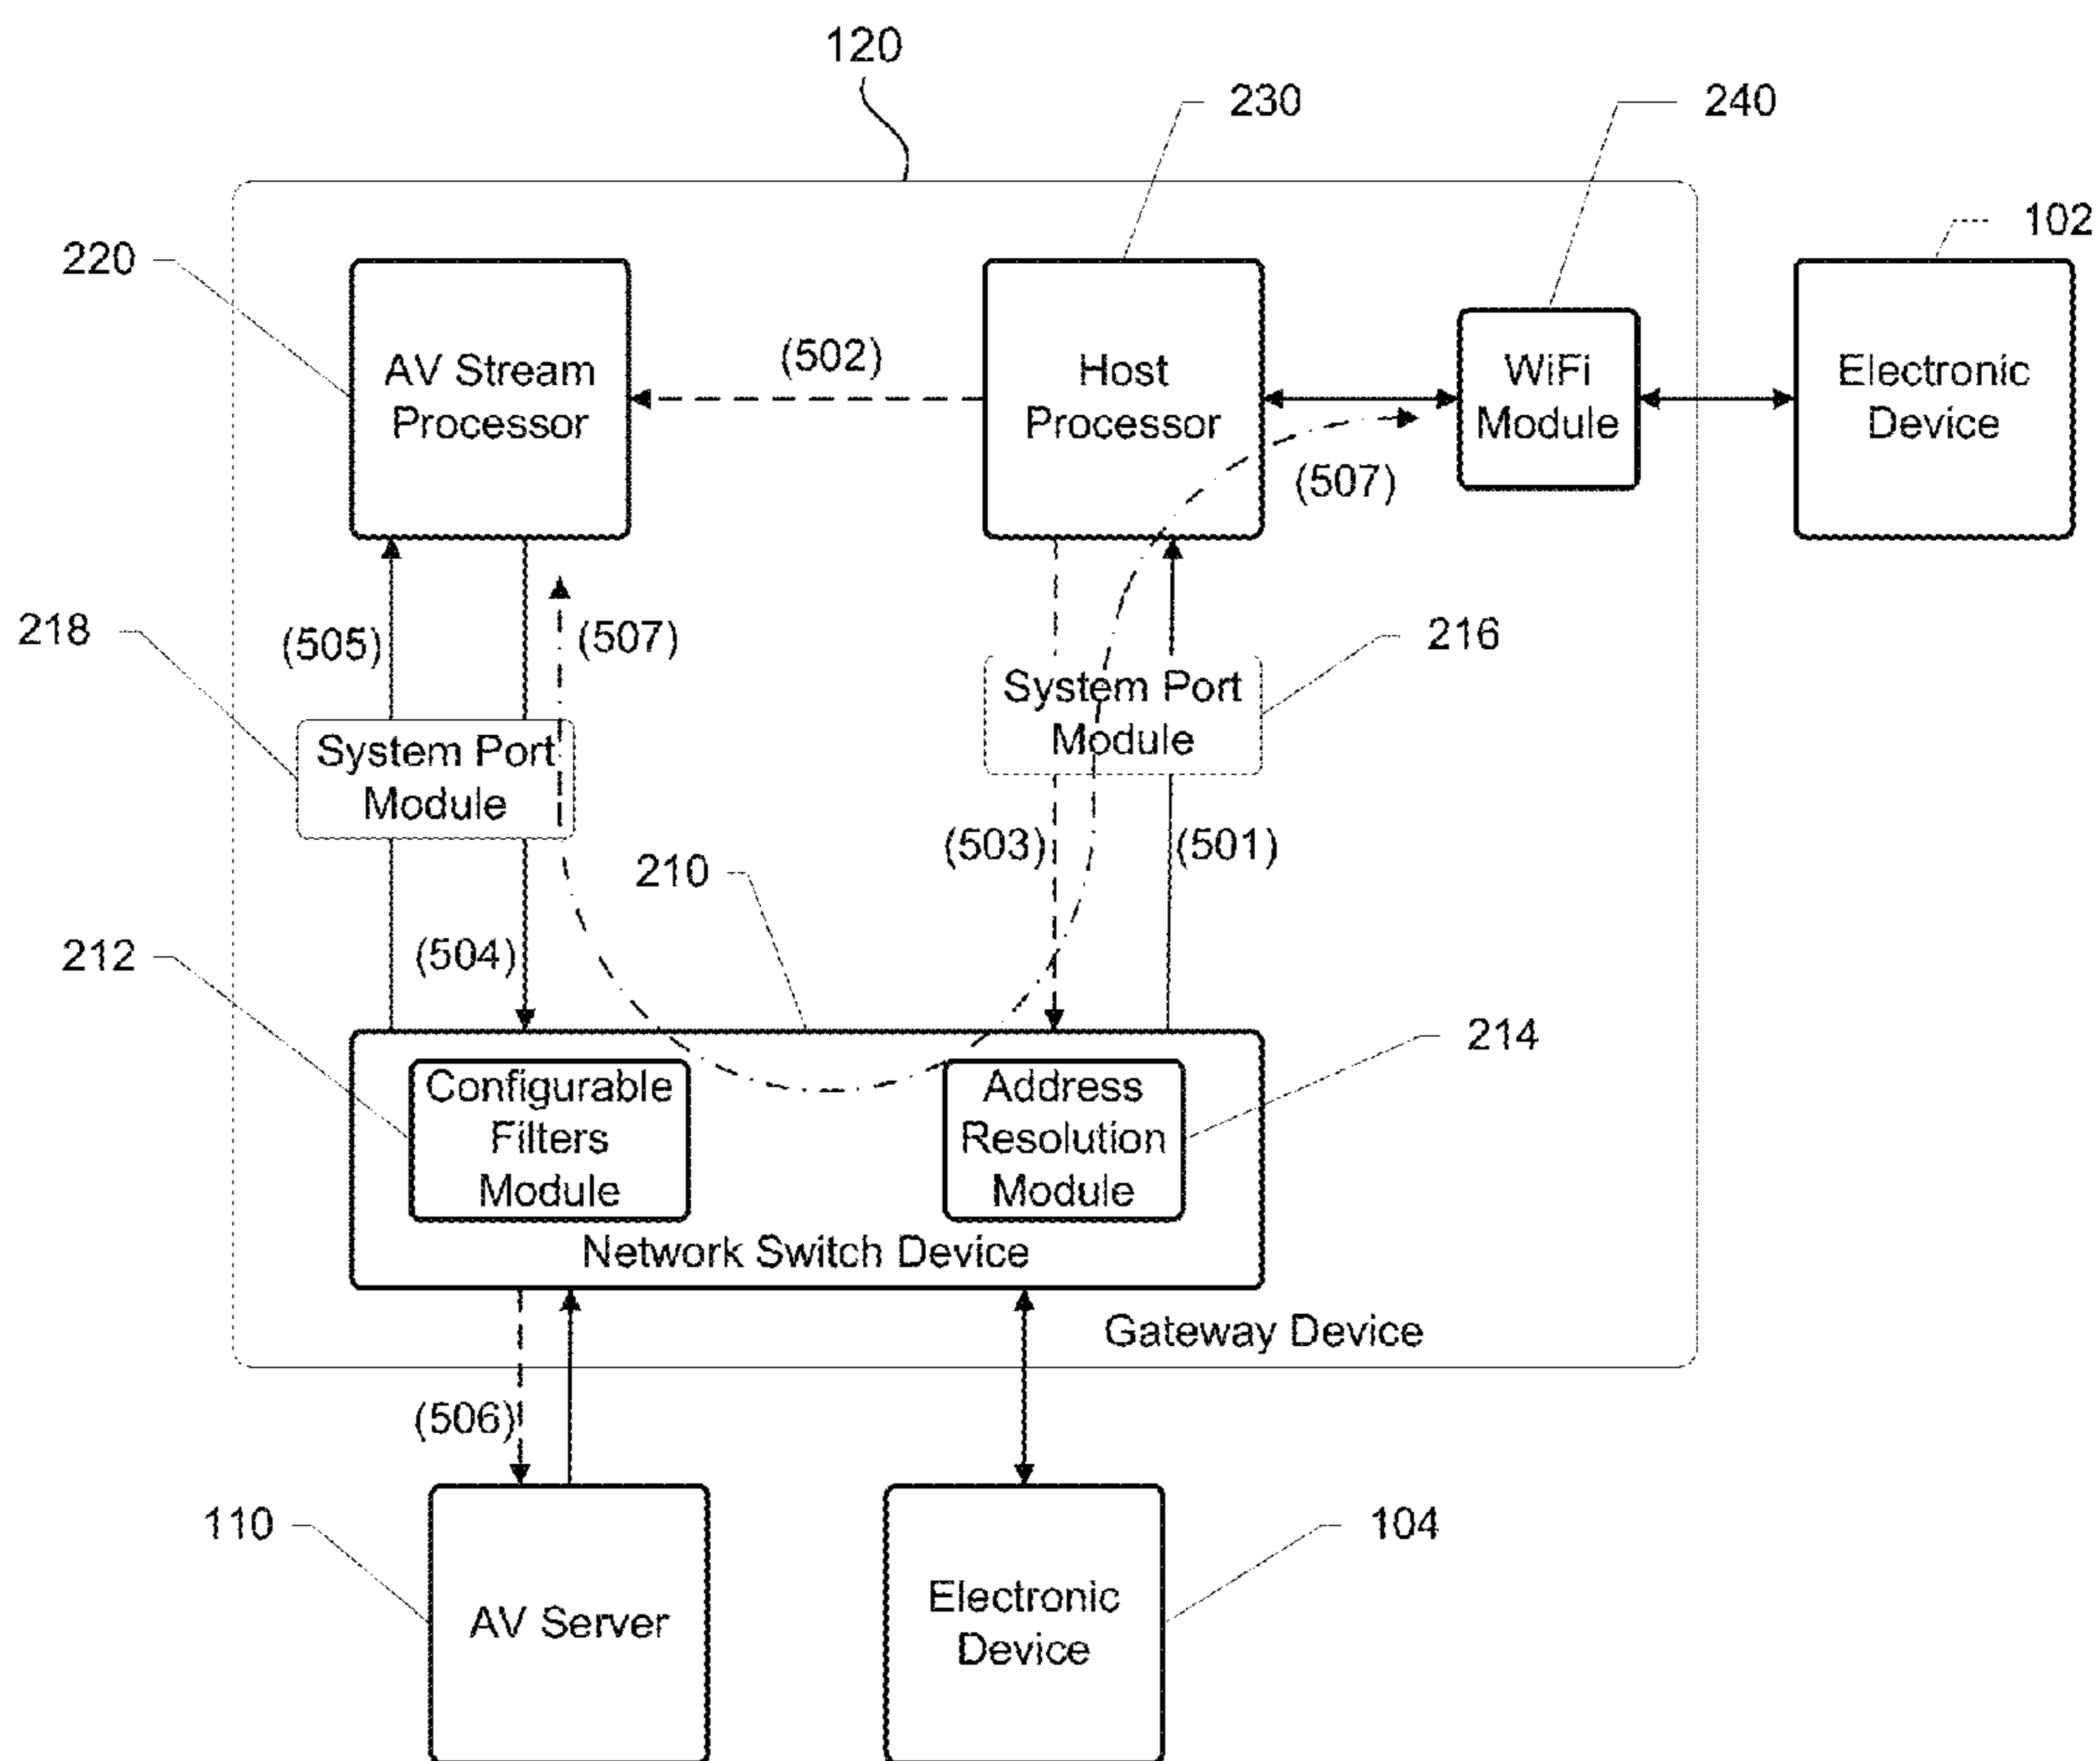 120
230
240
102
220
AV Stream
Processor
(502)
Host
Processor
WiFi
Module
Electronic
Device
(507)
218
(505)
(507)
216
System Port
Module
System Port
Module
(503)
(501)
210
212
(504)
214
Configurable
Filters
Module
Address
Resolution
Module
Network Switch Device
Gateway Device
(506)
110
104
AV Server
Electronic
Device